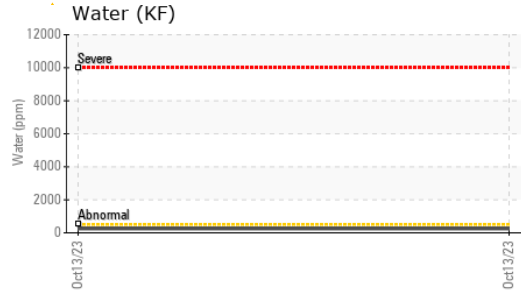 Water (KF)
12000
Severe
10000
8000
Water (ppm)
6000
4000
2000
Abnormal
0
Oct13/23
Oct13/23